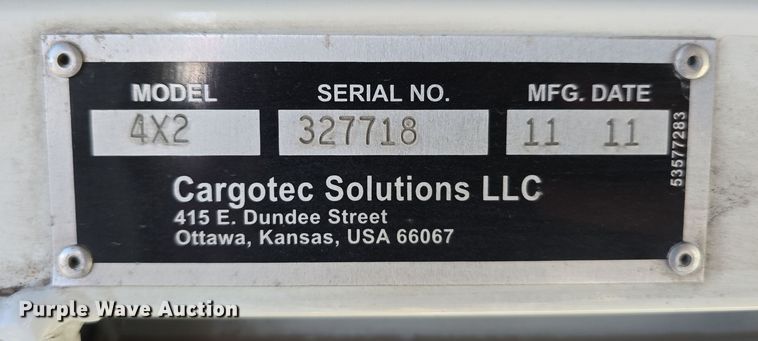 MODEL SERIAL NO. MFG. DATE
4X2 327718 11 11
53577283
Cargotec Solutions LLC
415 E. Dundee Street
Ottawa, Kansas, USA 66067
Purple Wave Auction